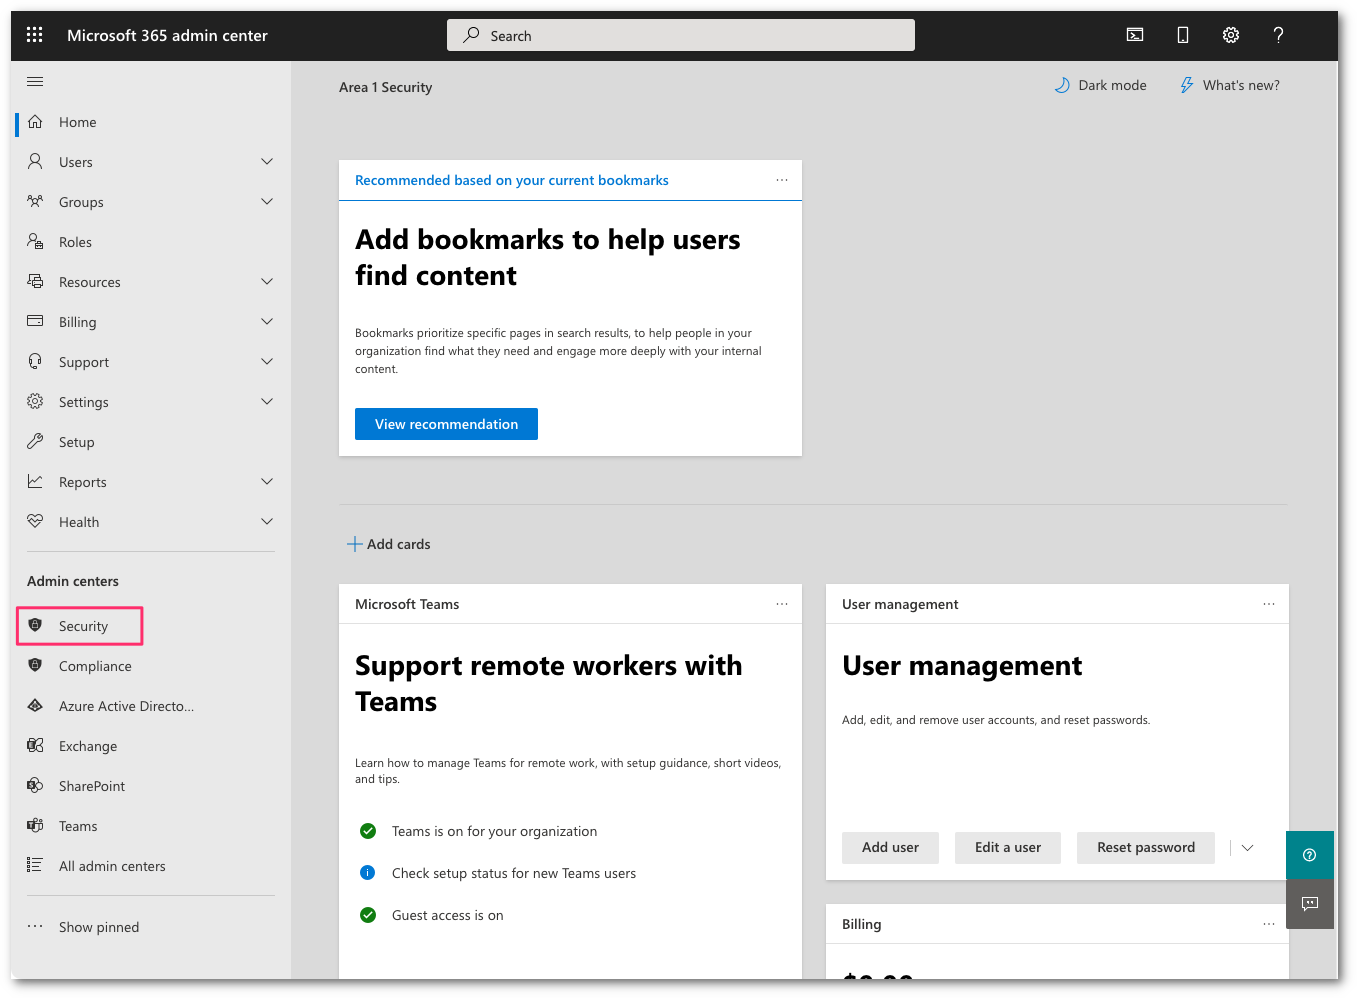 Microsoft 365 admin center
Search
Home
Users
Groups
Roles
Resources
Billing
Support
Settings
Setup
Reports
Health
Admin centers
Security
Compliance
Azure Active Directo...
Exchange
SharePoint
Teams
All admin centers
Show pinned
Area 1 Security
Dark mode
What's new?
Recommended based on your current bookmarks
Add bookmarks to help users
find content
Bookmarks prioritize specific pages in search results, to help people in your
organization find what they need and engage more deeply with your internal
content.
View recommendation
Add cards
Microsoft Teams
Support remote workers with
Teams
Learn how to manage Teams for remote work, with setup guidance, short videos,
and tips.
Teams is on for your organization
Check setup status for new Teams users
Guest access is on
User management
User management
Add, edit, and remove user accounts, and reset passwords.
Add user
Edit a user
Reset password
Billing